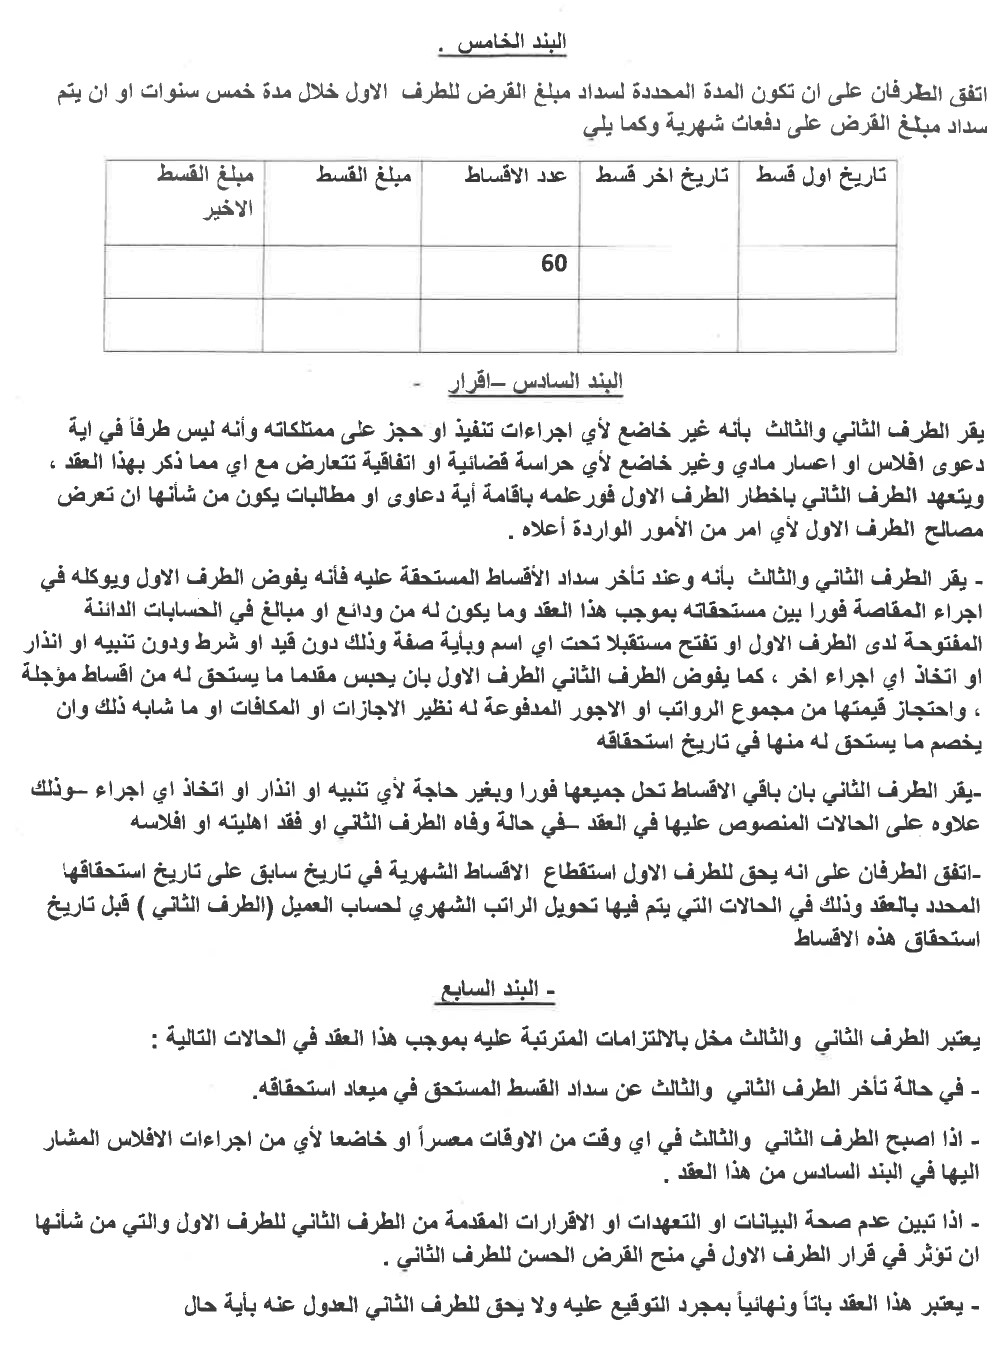 البند الخامس .
اتفق الطرفان على ان تكون المدة المحددة لسداد مبلغ القرض للطرف الاول خلال مدة خمس سنوات او ان يتم
سداد مبلغ القرض على دفعات شهرية وكما يلي
تاريخ اول قسط تاريخ اخر قسط عدد الاقساط مبلغ القسط مبلغ القسط
الاخير
60
البند السادس –اقرار -
يقر الطرف الثاني والثالث بأنه غير خاضع لأي اجراءات تنفيذ او حجز على ممتلكاته وأنه ليس طرفاً في اية
دعوى افلاس او اعسار مادي وغير خاضع لأي حراسة قضائية او اتفاقية تتعارض مع اي مما ذكر بهذا العقد ،
ويتعهد الطرف الثاني باخطار الطرف الاول فورعلمه باقامة أية دعاوى او مطالبات يكون من شأنها ان تعرض
مصالح الطرف الاول لأي امر من الأمور الواردة أعلاه .
- يقر الطرف الثاني والثالث بأنه وعند تأخر سداد الأقساط المستحقة عليه فأنه يفوض الطرف الاول ويوكله في
اجراء المقاصة فورا بين مستحقاته بموجب هذا العقد وما يكون له من ودائع او مبالغ في الحسابات الدائنة
المفتوحة لدى الطرف الاول او تفتح مستقبلا تحت اي اسم وبأية صفة وذلك دون قيد او شرط ودون تنبيه او انذار
او اتخاذ اي اجراء اخر ، كما يفوض الطرف الثاني الطرف الاول بان يحبس مقدما ما يستحق له من اقساط مؤجلة
، واحتجاز قيمتها من مجموع الرواتب او الاجور المدفوعة له نظير الاجازات او المكافات او ما شابه ذلك وان
يخصم ما يستحق له منها في تاريخ استحقاقه
-يقر الطرف الثاني بان باقي الاقساط تحل جميعها فورا وبغير حاجة لأي تنبيه او انذار او اتخاذ اي اجراء –وذلك
علاوه على الحالات المنصوص عليها في العقد –في حالة وفاه الطرف الثاني او فقد اهليته او افلاسه
-اتفق الطرفان على انه يحق للطرف الاول استقطاع الاقساط الشهرية في تاريخ سابق على تاريخ استحقاقها
المحدد بالعقد وذلك في الحالات التي يتم فيها تحويل الراتب الشهري لحساب العميل (الطرف الثاني ) قبل تاريخ
استحقاق هذه الاقساط
- البند السابع
يعتبر الطرف الثاني والثالث مخل بالالتزامات المترتبة عليه بموجب هذا العقد في الحالات التالية :
- في حالة تأخر الطرف الثاني والثالث عن سداد القسط المستحق في ميعاد استحقاقه.
- اذا اصبح الطرف الثاني والثالث في اي وقت من الاوقات معسراً او خاضعا لأي من اجراءات الافلاس المشار
اليها في البند السادس من هذا العقد .
- اذا تبين عدم صحة البيانات او التعهدات او الاقرارات المقدمة من الطرف الثاني للطرف الاول والتي من شأنها
ان تؤثر في قرار الطرف الاول في منح القرض الحسن للطرف الثاني .
- يعتبر هذا العقد باتاً ونهائياً بمجرد التوقيع عليه ولا يحق للطرف الثاني العدول عنه بأية حال